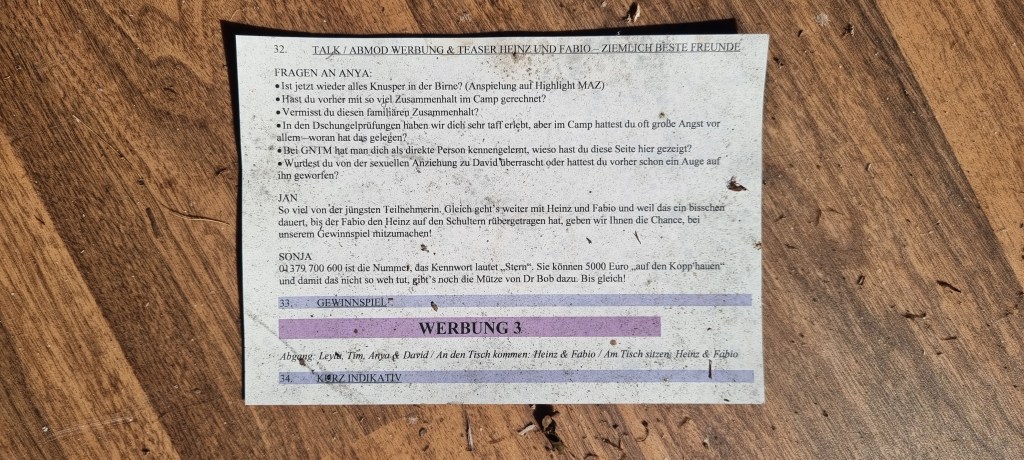 32. TALK / ABMOD WERBUNG & TEASER HEINZ UND FABIO – ZIEMLICH BESTE FREUNDE
FRAGEN AN ANYA:
• Ist jetzt wieder alles Knusper in der Birne? (Anspielung auf Highlight MAZ)
• Hast du vorher mit so viel Zusammenhalt im Camp gerechnet?
• Vermisst du diesen familiären Zusammenhalt?
• In den Dschungelprüfungen haben wir dich sehr taff erlebt, aber im Camp hattest du oft große Angst vor
allem – woran hat das gelegen?
• Bei GNTM hat man dich als direkte Person kennengelernt, wieso hast du diese Seite hier gezeigt?
• Wurdest du von der sexuellen Anziehung zu David überrascht oder hattest du vorher schon ein Auge auf
ihn geworfen?
JAN
So viel von der jüngsten Teilnehmerin. Gleich geht's weiter mit Heinz und Fabio und weil das ein bisschen
dauert, bis der Fabio den Heinz auf den Schultern rübergetragen hat, geben wir Ihnen die Chance, bei
unserem Gewinnspiel mitzumachen!
SONJA
01379 700 600 ist die Nummer, das Kennwort lautet „Stern“. Sie können 5000 Euro „auf den Kopp hauen“
und damit das nicht so weh tut, gibt's noch die Mütze von Dr Bob dazu. Bis gleich!
33. GEWINNSPIEL
WERBUNG 3
Abgang: Leyla, Tim, Anya & David / An den Tisch kommen: Heinz & Fabio / Am Tisch sitzen: Heinz & Fabio
34. KURZ INDIKATIV